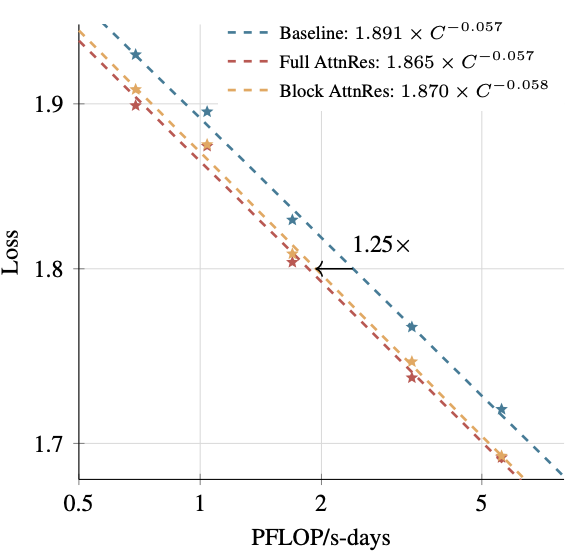 Baseline: 1.891 × C^−0.057
Full AttnRes: 1.865 × C^−0.057
Block AttnRes: 1.870 × C^−0.058
1.9
1.25×
1.8
Loss
1.7
0.5 1 2 5
PFLOP/s-days